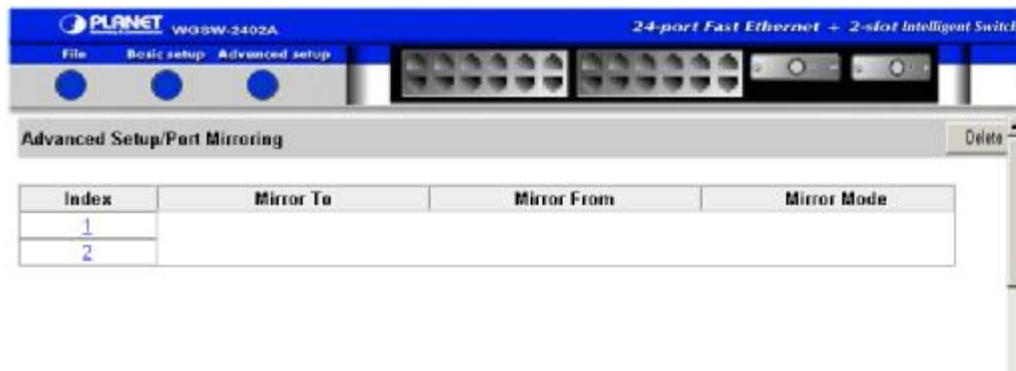 PLANET WGSW-2402A
24-port Fast Ethernet + 2-slot Intelligent Switch
File Basic setup Advanced setup
Advanced Setup/Port Mirroring
Delete
Index Mirror To Mirror From Mirror Mode
1
2